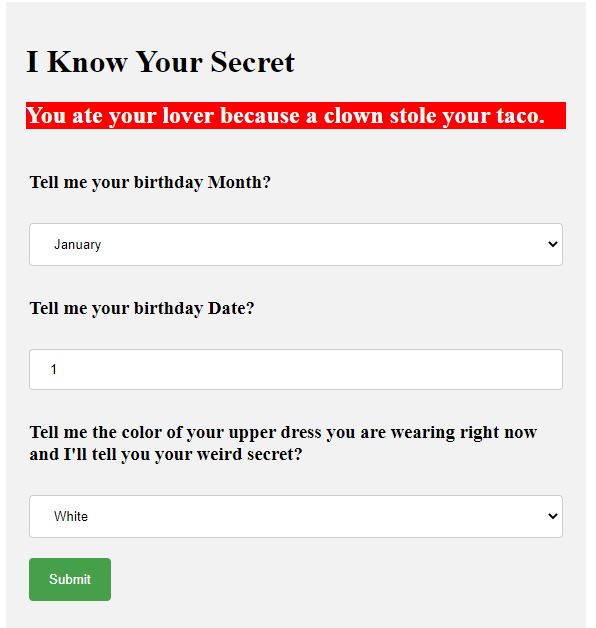 I Know Your Secret
You ate your lover because a clown stole your taco.
Tell me your birthday Month?
January
Tell me your birthday Date?
1
Tell me the color of your upper dress you are wearing right now
and I'll tell you your weird secret?
White
Submit